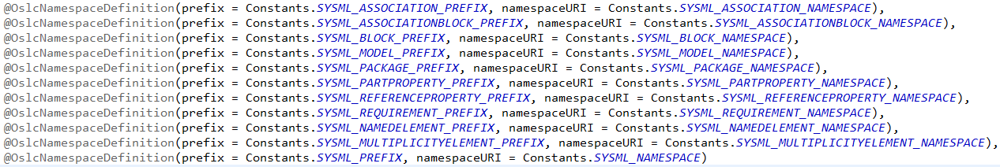 @OslcNamespaceDefinition(prefix = Constants.SYSML_ASSOCIATION_PREFIX, namespaceURI = Constants.SYSML_ASSOCIATION_NAMESPACE),
@OslcNamespaceDefinition(prefix = Constants.SYSML_ASSOCIATIONBLOCK_PREFIX, namespaceURI = Constants.SYSML_ASSOCIATIONBLOCK_NAMESPACE),
@OslcNamespaceDefinition(prefix = Constants.SYSML_BLOCK_PREFIX, namespaceURI = Constants.SYSML_BLOCK_NAMESPACE),
@OslcNamespaceDefinition(prefix = Constants.SYSML_MODEL_PREFIX, namespaceURI = Constants.SYSML_MODEL_NAMESPACE),
@OslcNamespaceDefinition(prefix = Constants.SYSML_PACKAGE_PREFIX, namespaceURI = Constants.SYSML_PACKAGE_NAMESPACE),
@OslcNamespaceDefinition(prefix = Constants.SYSML_PARTPROPERTY_PREFIX, namespaceURI = Constants.SYSML_PARTPROPERTY_NAMESPACE),
@OslcNamespaceDefinition(prefix = Constants.SYSML_REFERENCEPROPERTY_PREFIX, namespaceURI = Constants.SYSML_REFERENCEPROPERTY_NAMESPACE),
@OslcNamespaceDefinition(prefix = Constants.SYSML_REQUIREMENT_PREFIX, namespaceURI = Constants.SYSML_REQUIREMENT_NAMESPACE),
@OslcNamespaceDefinition(prefix = Constants.SYSML_NAMEDELEMENT_PREFIX, namespaceURI = Constants.SYSML_NAMEDELEMENT_NAMESPACE),
@OslcNamespaceDefinition(prefix = Constants.SYSML_MULTIPLICITYELEMENT_PREFIX, namespaceURI = Constants.SYSML_MULTIPLICITYELEMENT_NAMESPACE),
@OslcNamespaceDefinition(prefix = Constants.SYSML_PREFIX, namespaceURI = Constants.SYSML_NAMESPACE)